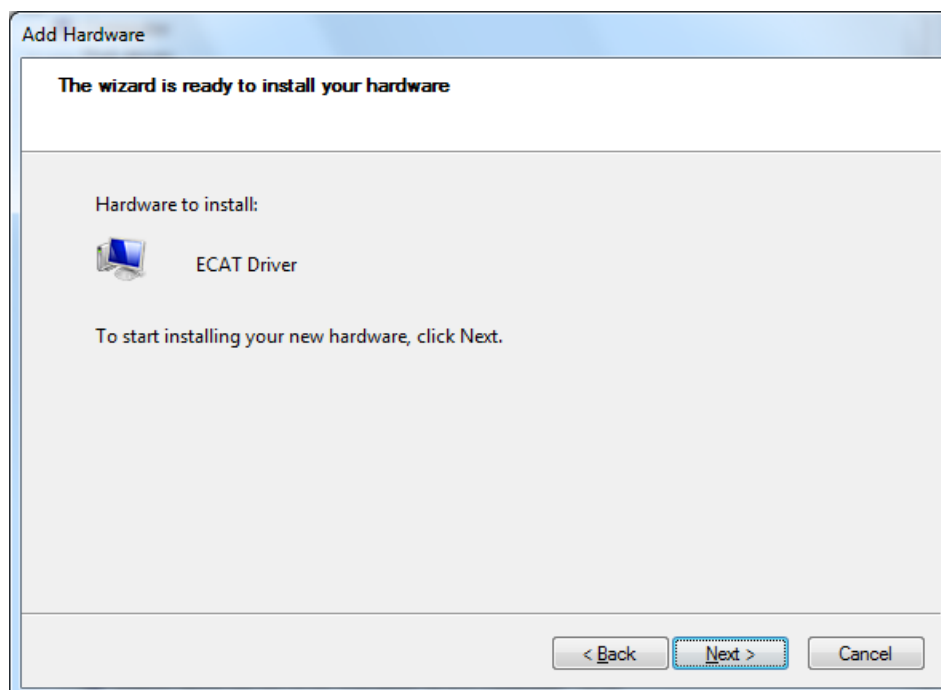 Add Hardware
The wizard is ready to install your hardware
Hardware to install:
ECAT Driver
To start installing your new hardware, click Next.
< Back
Next >
Cancel